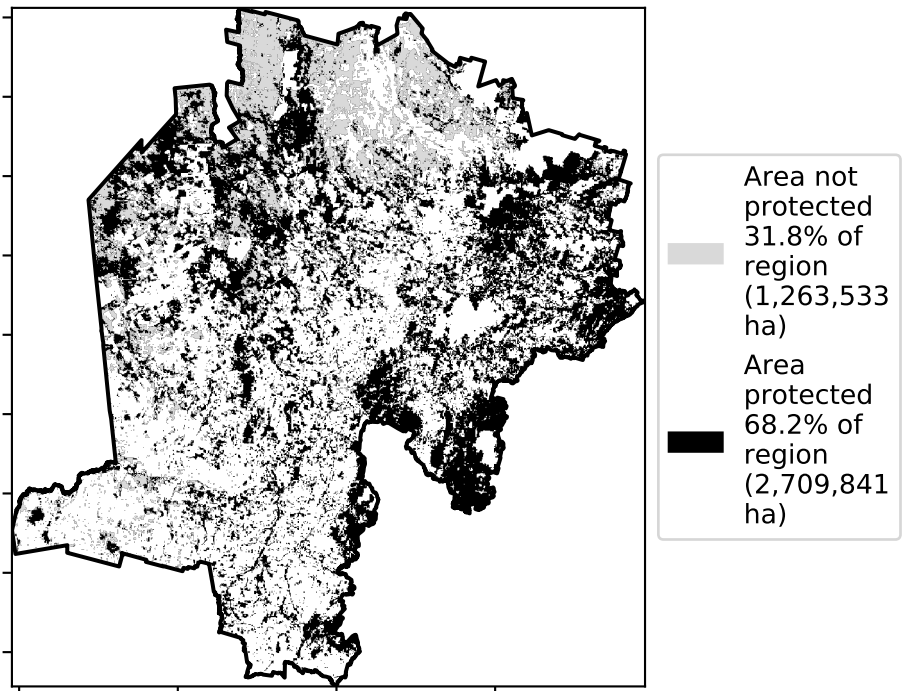 Area not
protected
31.8% of
region
(1,263,533
ha)
Area
protected
68.2% of
region
(2,709,841
ha)